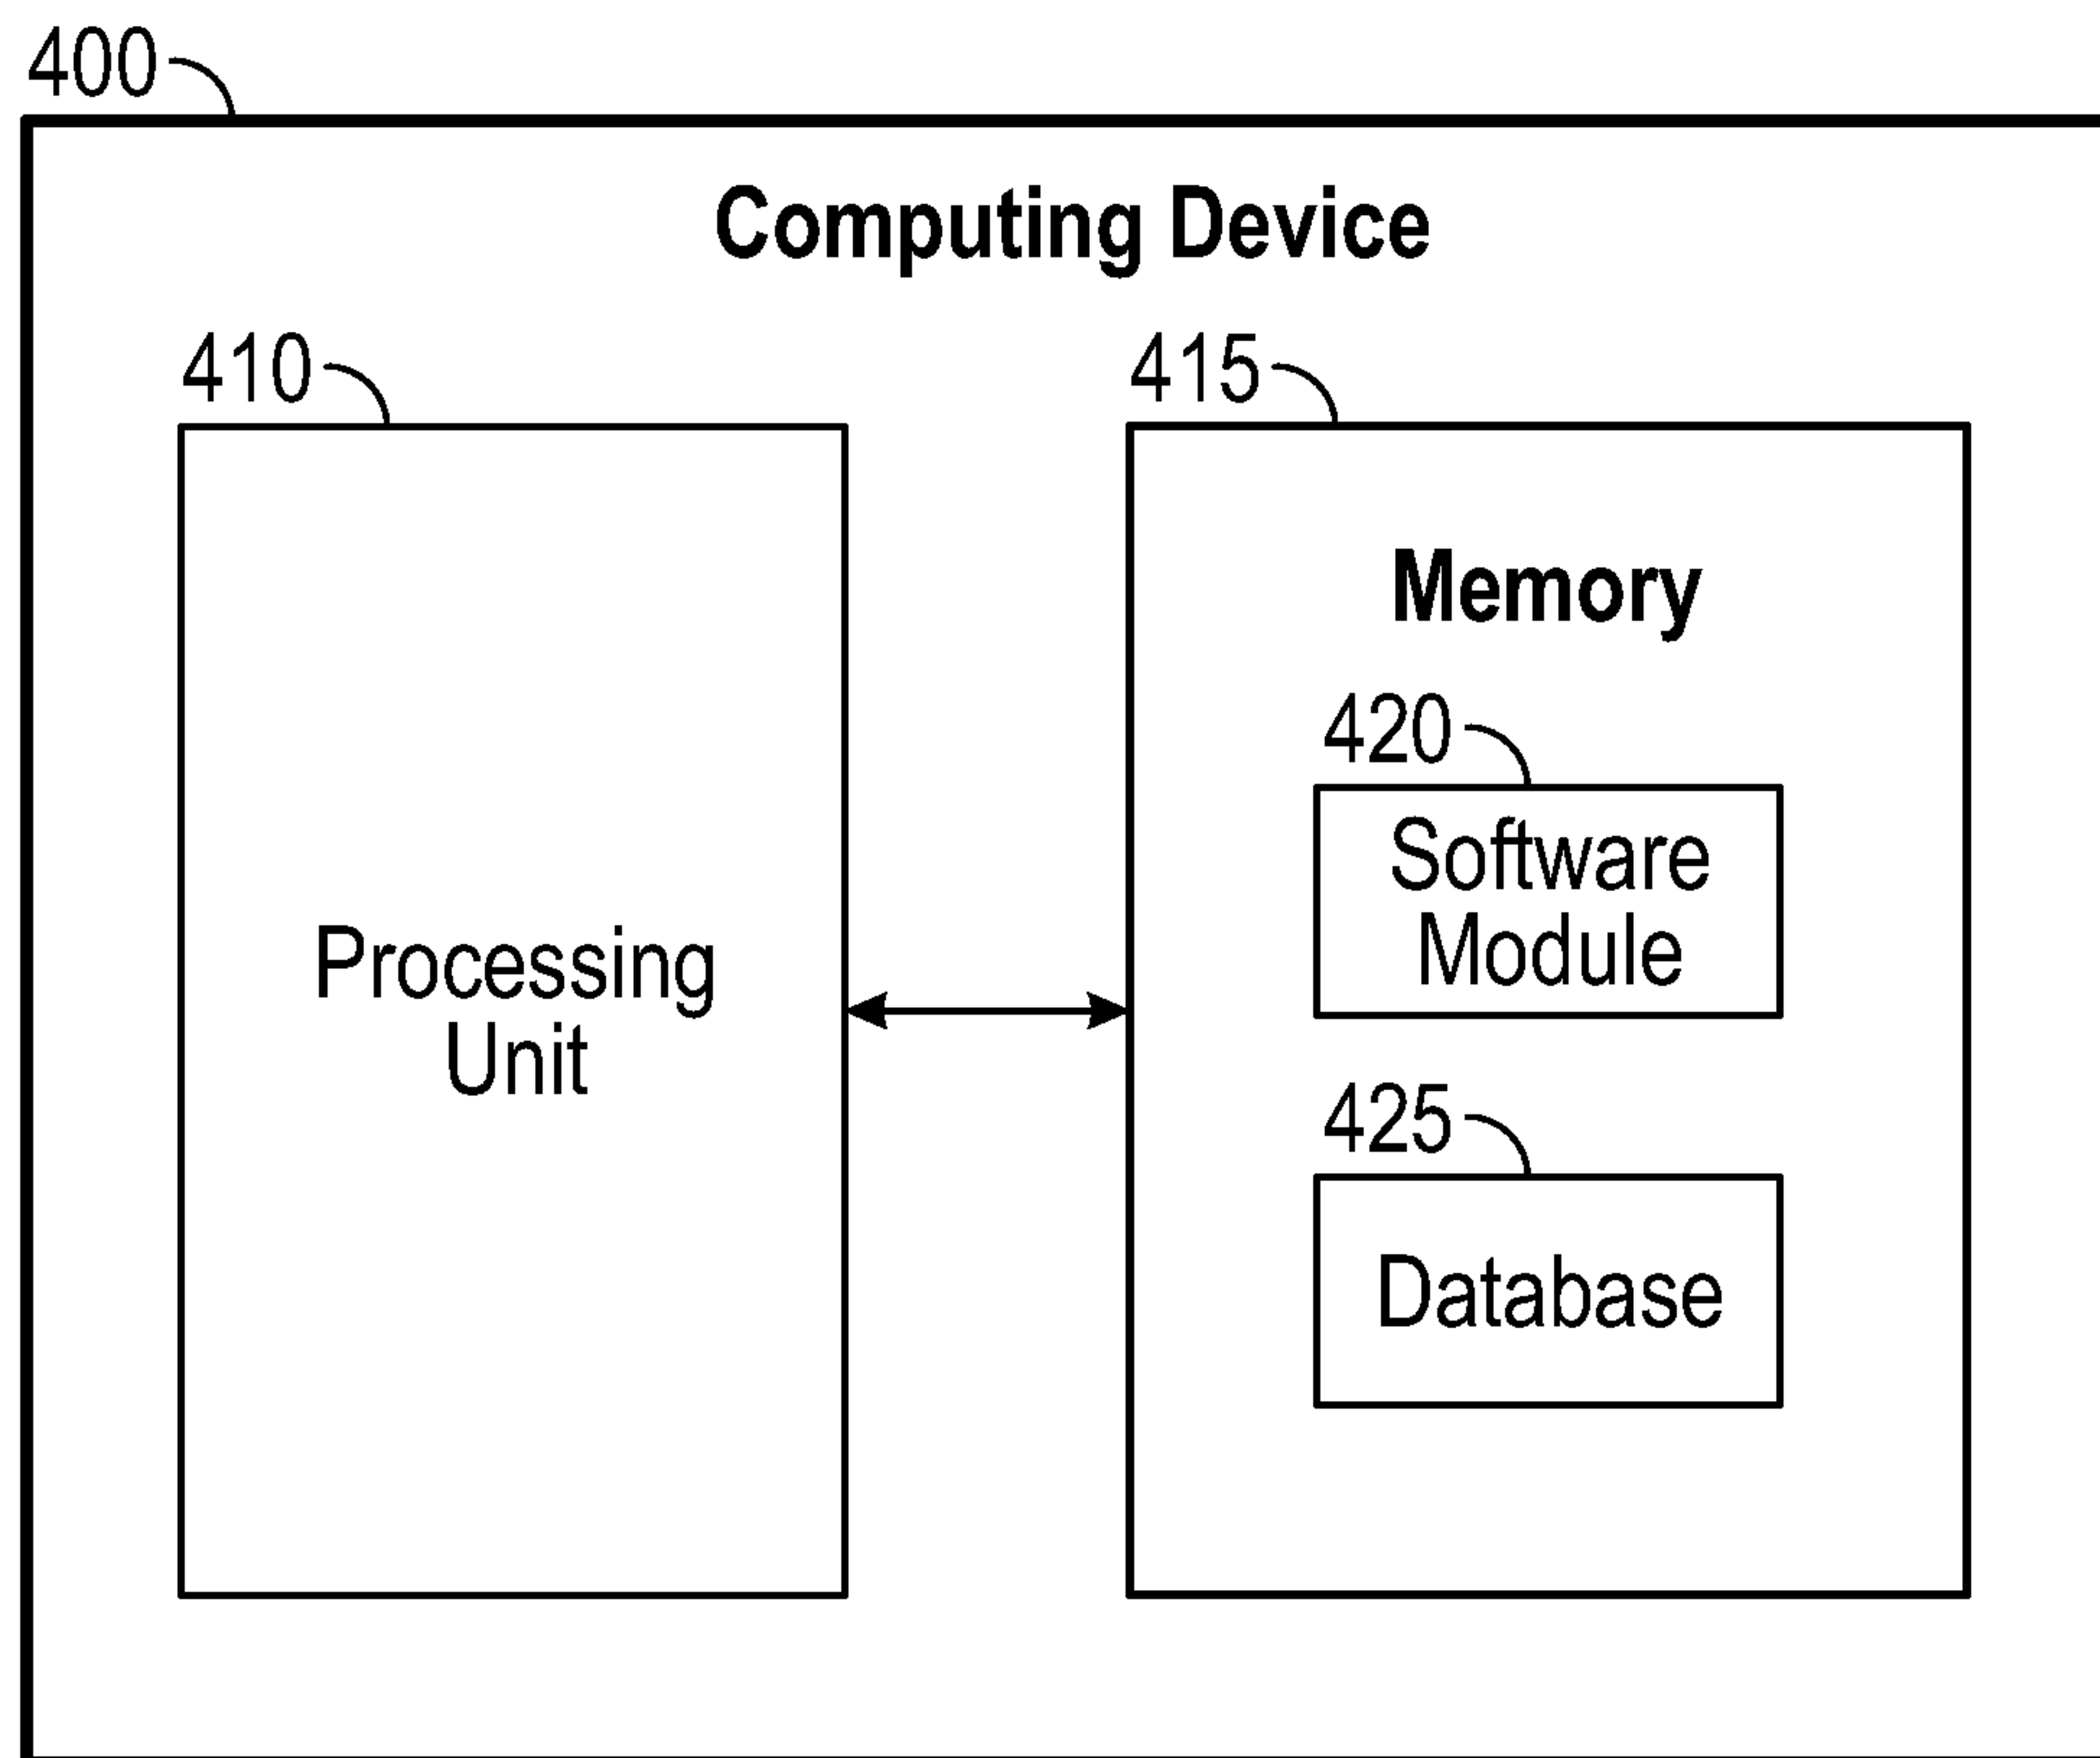 400
Computing Device
410
415
Memory
420
Software
Module
Processing
Unit
425
Database